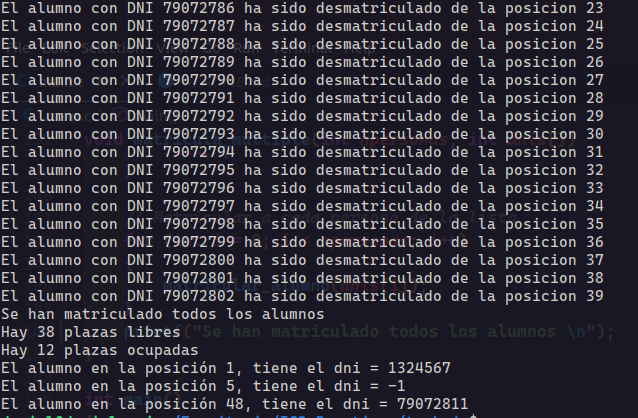 El alumno con DNI 79072786 ha sido desmatriculado de la posicion 23
El alumno con DNI 79072787 ha sido desmatriculado de la posicion 24
El alumno con DNI 79072788 ha sido desmatriculado de la posicion 25
El alumno con DNI 79072789 ha sido desmatriculado de la posicion 26
El alumno con DNI 79072790 ha sido desmatriculado de la posicion 27
El alumno con DNI 79072791 ha sido desmatriculado de la posicion 28
El alumno con DNI 79072792 ha sido desmatriculado de la posicion 29
El alumno con DNI 79072793 ha sido desmatriculado de la posicion 30
El alumno con DNI 79072794 ha sido desmatriculado de la posicion 31
El alumno con DNI 79072795 ha sido desmatriculado de la posicion 32
El alumno con DNI 79072796 ha sido desmatriculado de la posicion 33
El alumno con DNI 79072797 ha sido desmatriculado de la posicion 34
El alumno con DNI 79072798 ha sido desmatriculado de la posicion 35
El alumno con DNI 79072799 ha sido desmatriculado de la posicion 36
El alumno con DNI 79072800 ha sido desmatriculado de la posicion 37
El alumno con DNI 79072801 ha sido desmatriculado de la posicion 38
El alumno con DNI 79072802 ha sido desmatriculado de la posicion 39
Se han matriculado todos los alumnos
("Se han matriculado todos los alumnos \n");
Hay 38 plazas libres
Hay 12 plazas ocupadas
El alumno en la posición 1, tiene el dni = 1324567
El alumno en la posición 5, tiene el dni = -1
El alumno en la posición 48, tiene el dni = 79072811